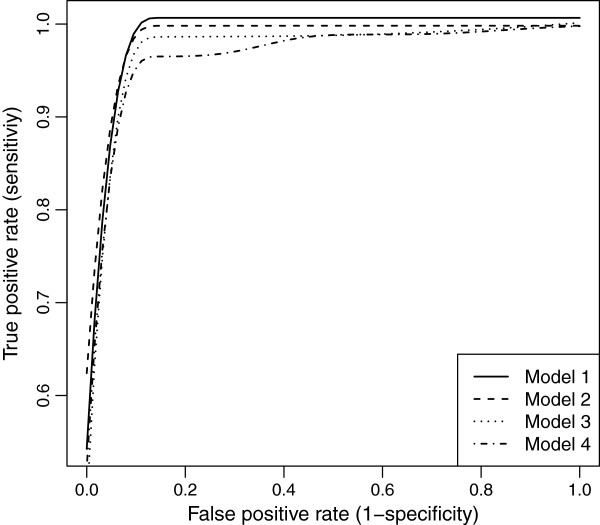 1.0
0.9
0.8
0.7
0.6
True positive rate (sensitiviy)
0.0 0.2 0.4 0.6 0.8 1.0
False positive rate (1−specificity)
Model 1
Model 2
Model 3
Model 4